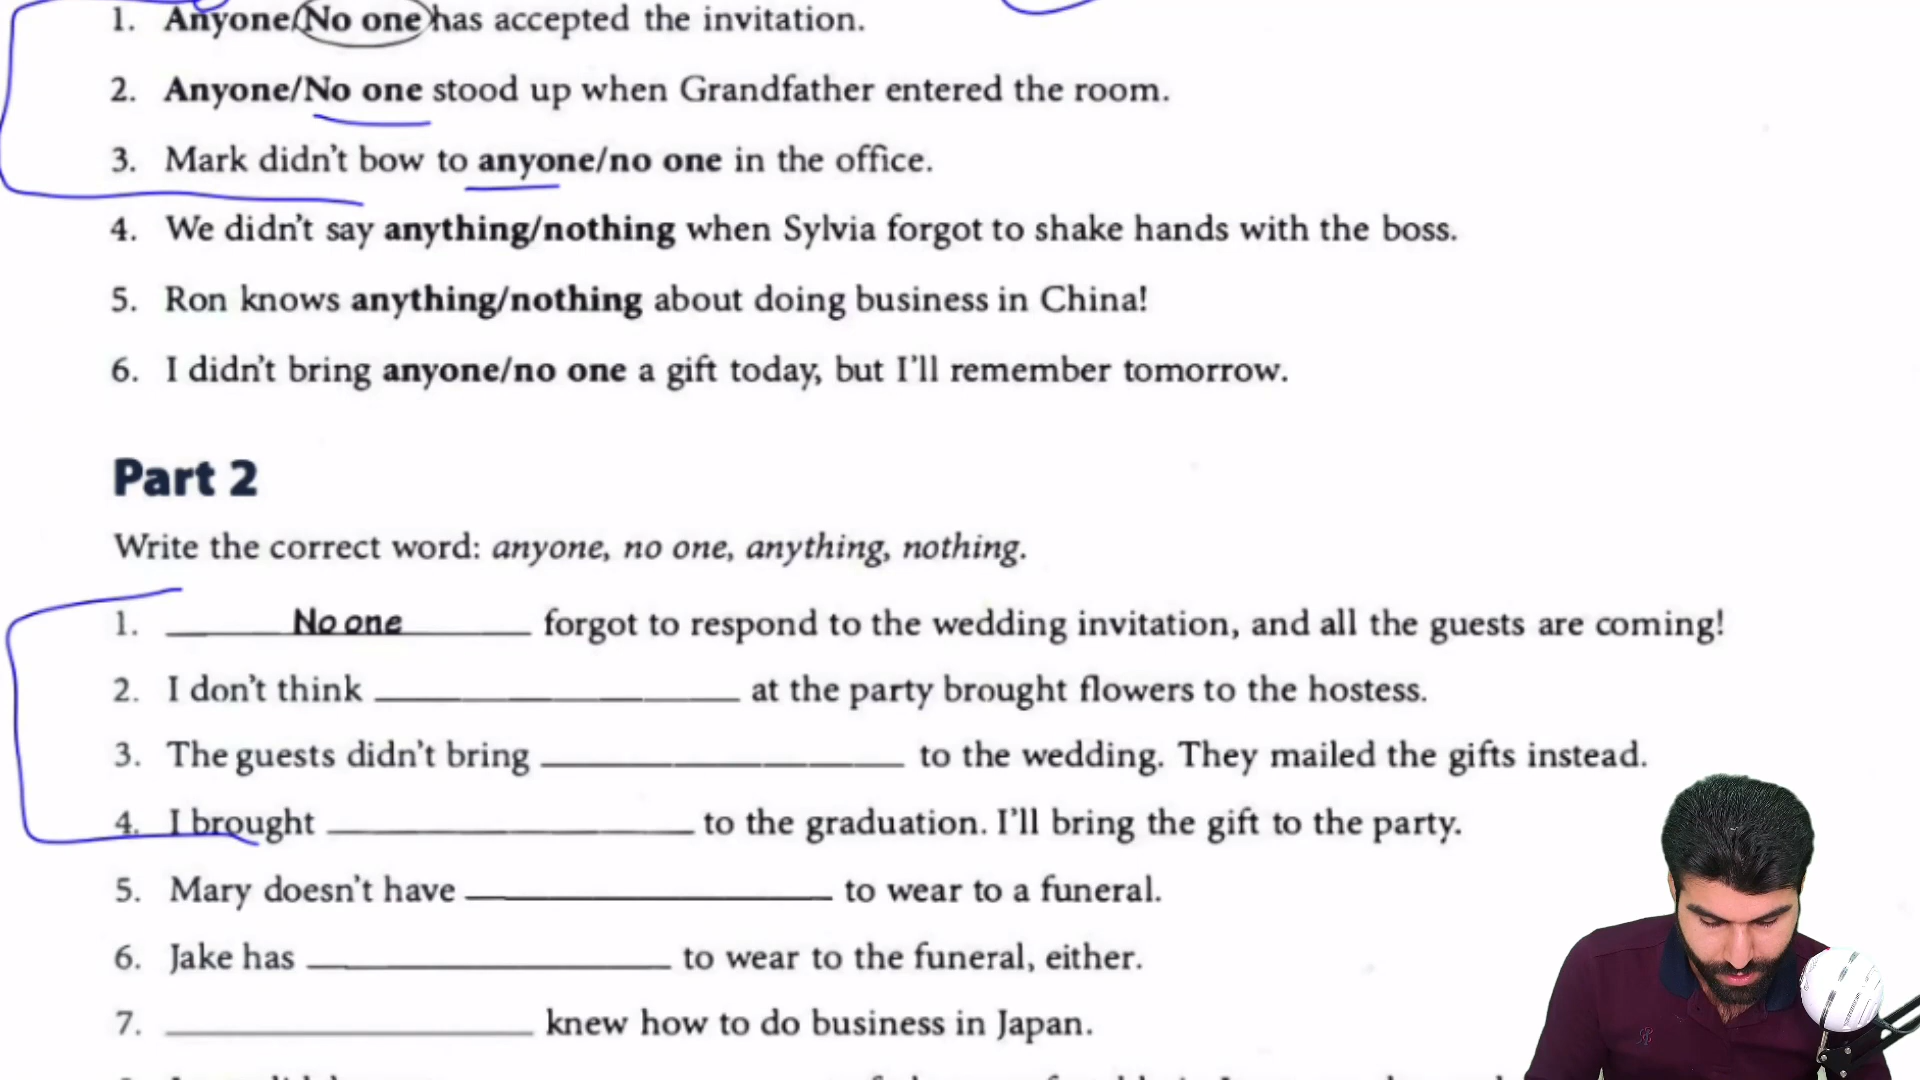 1. Anyone/No one has accepted the invitation.
2. Anyone/No one stood up when Grandfather entered the room.
3. Mark didn't bow to anyone/no one in the office.
4. We didn't say anything/nothing when Sylvia forgot to shake hands with the boss.
5. Ron knows anything/nothing about doing business in China!
6. I didn't bring anyone/no one a gift today, but I'll remember tomorrow.
Part 2
Write the correct word: anyone, no one, anything, nothing.
1. No one forgot to respond to the wedding invitation, and all the guests are coming!
2. I don't think ____ at the party brought flowers to the hostess.
3. The guests didn't bring ____ to the wedding. They mailed the gifts instead.
4. I brought ____ to the graduation. I'll bring the gift to the party.
5. Mary doesn't have ____ to wear to a funeral.
6. Jake has ____ to wear to the funeral, either.
7. ____ knew how to do business in Japan.